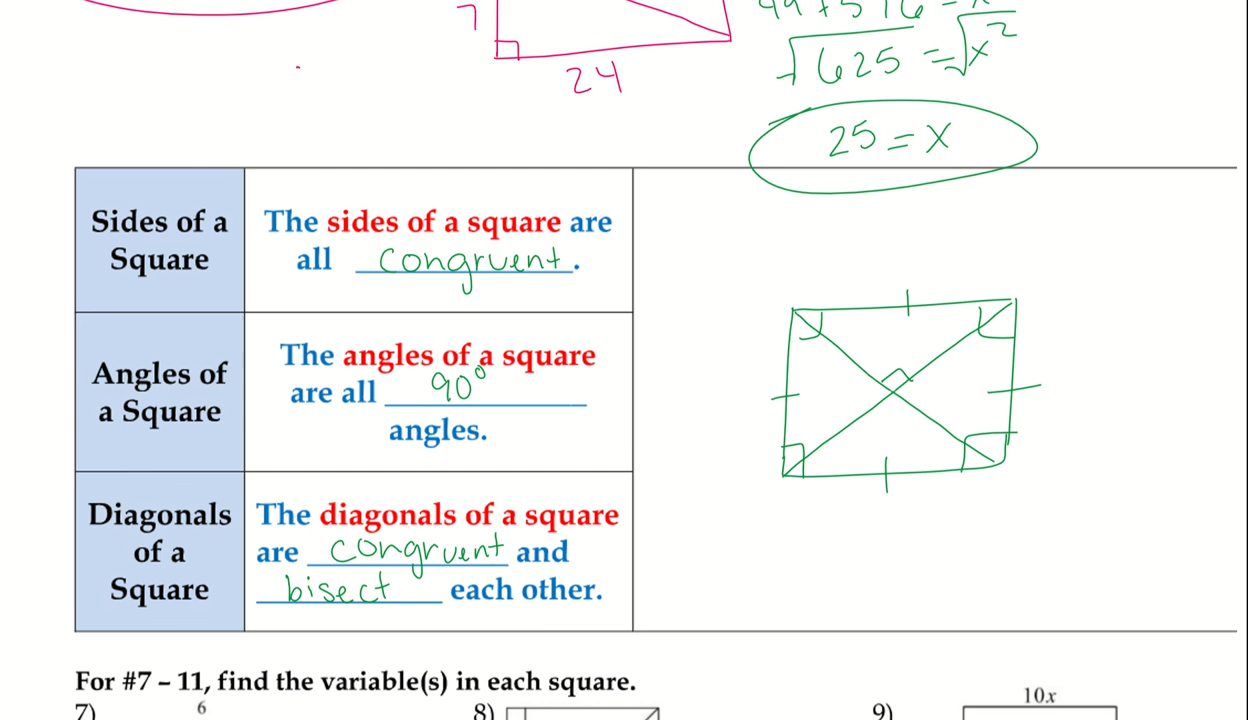 7
24
√625 = √x²
25 = x
Sides of a
Square
The sides of a square are
all congruent.
Angles of
a Square
The angles of a square
are all 90°
angles.
Diagonals
of a
Square
The diagonals of a square
are congruent and
bisect each other.
For #7 – 11, find the variable(s) in each square.
7)
6
8)
9)
10x